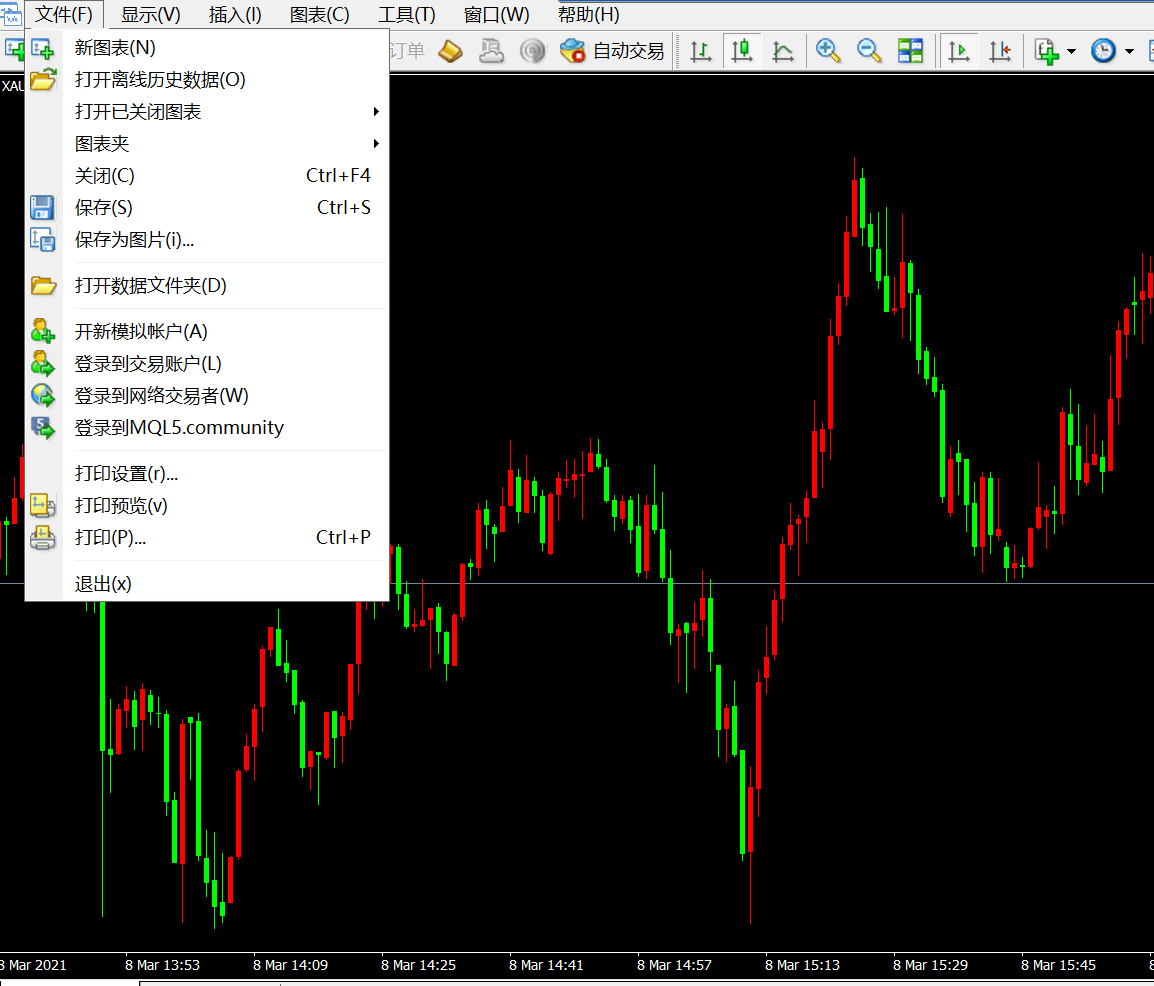 文件(F) 显示(V) 插入(I) 图表(C) 工具(T) 窗口(W) 帮助(H)
订单 自动交易
XAU
新图表(N)
打开离线历史数据(O)
打开已关闭图表
图表夹
关闭(C) Ctrl+F4
保存(S) Ctrl+S
保存为图片(i)...
打开数据文件夹(D)
开新模拟帐户(A)
登录到交易账户(L)
登录到网络交易者(W)
登录到MQL5.community
打印设置(r)...
打印预览(v)
打印(P)... Ctrl+P
退出(x)
8 Mar 2021 8 Mar 13:53 8 Mar 14:09 8 Mar 14:25 8 Mar 14:41 8 Mar 14:57 8 Mar 15:13 8 Mar 15:29 8 Mar 15:45